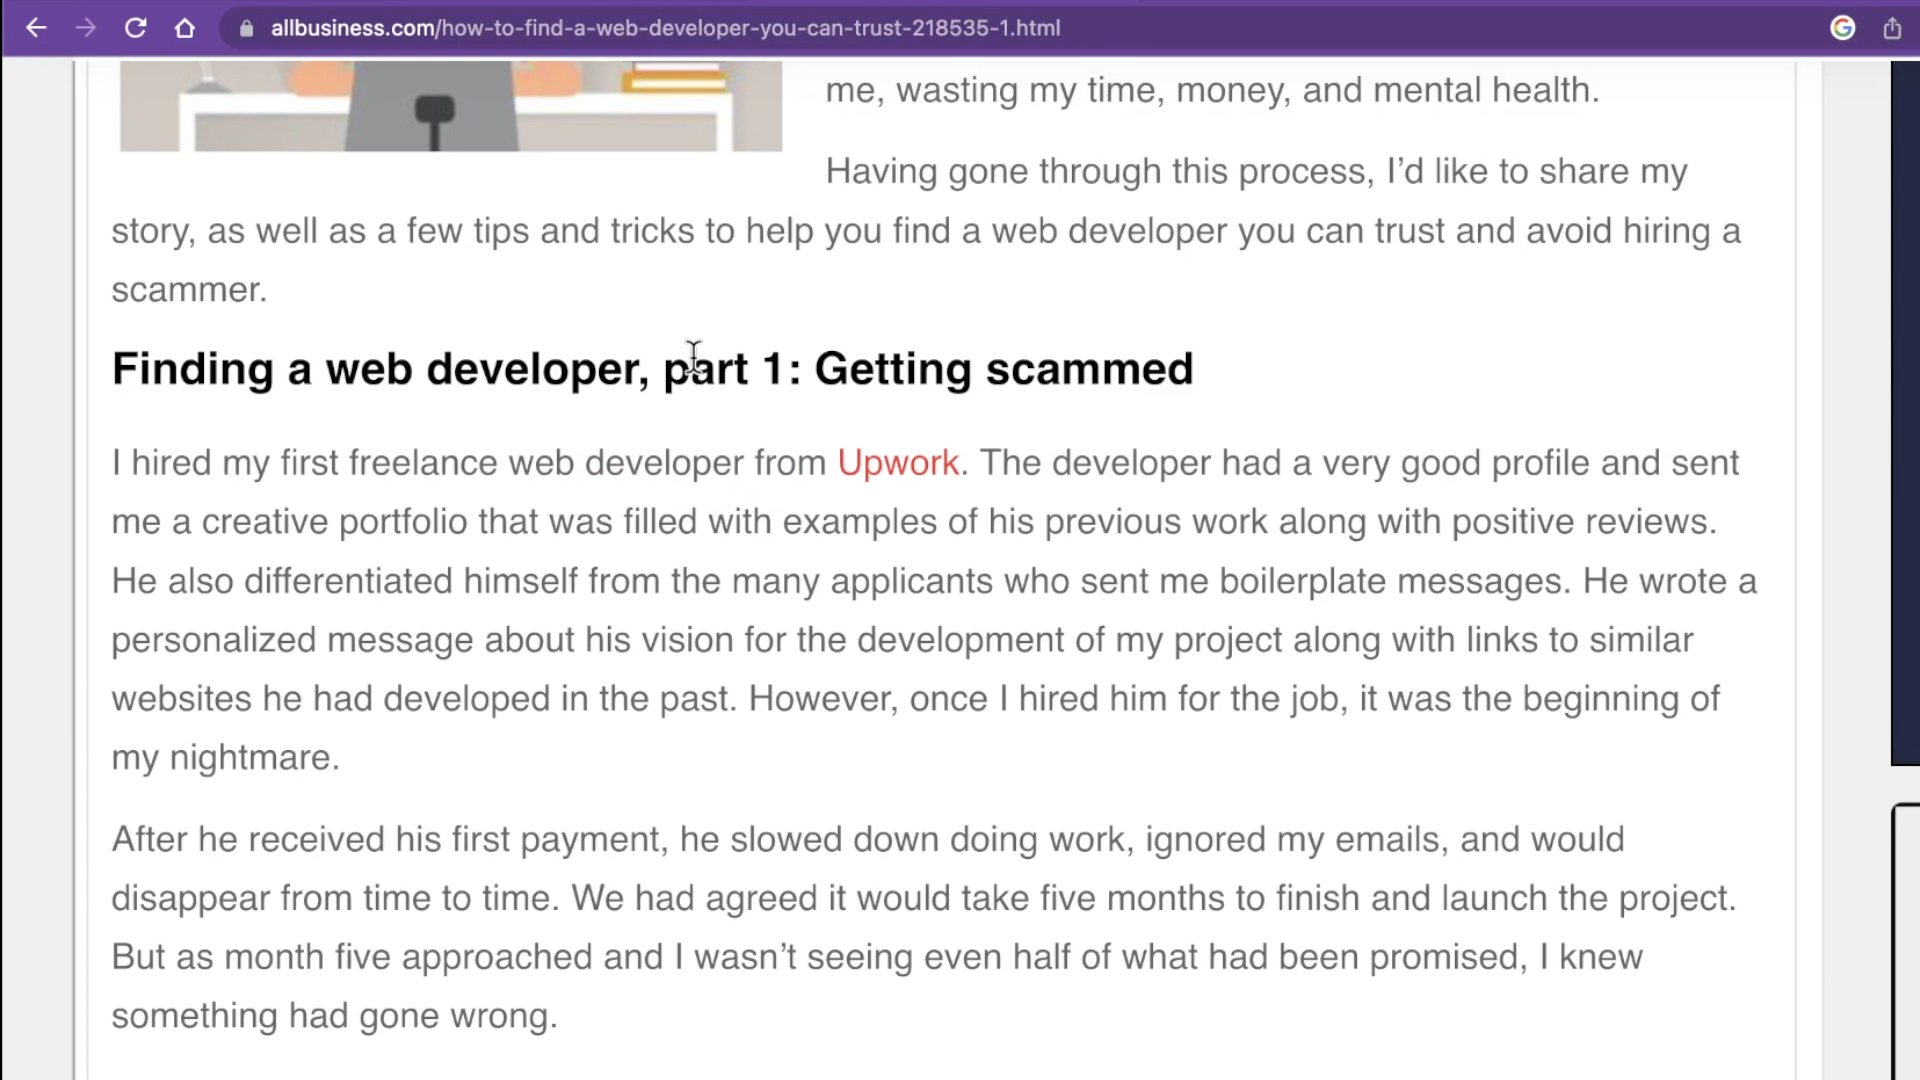 allbusiness.com/how-to-find-a-web-developer-you-can-trust-218535-1.html
me, wasting my time, money, and mental health.
Having gone through this process, I’d like to share my
story, as well as a few tips and tricks to help you find a web developer you can trust and avoid hiring a
scammer.
Finding a web developer, part 1: Getting scammed
I hired my first freelance web developer from Upwork. The developer had a very good profile and sent
me a creative portfolio that was filled with examples of his previous work along with positive reviews.
He also differentiated himself from the many applicants who sent me boilerplate messages. He wrote a
personalized message about his vision for the development of my project along with links to similar
websites he had developed in the past. However, once I hired him for the job, it was the beginning of
my nightmare.
After he received his first payment, he slowed down doing work, ignored my emails, and would
disappear from time to time. We had agreed it would take five months to finish and launch the project.
But as month five approached and I wasn’t seeing even half of what had been promised, I knew
something had gone wrong.